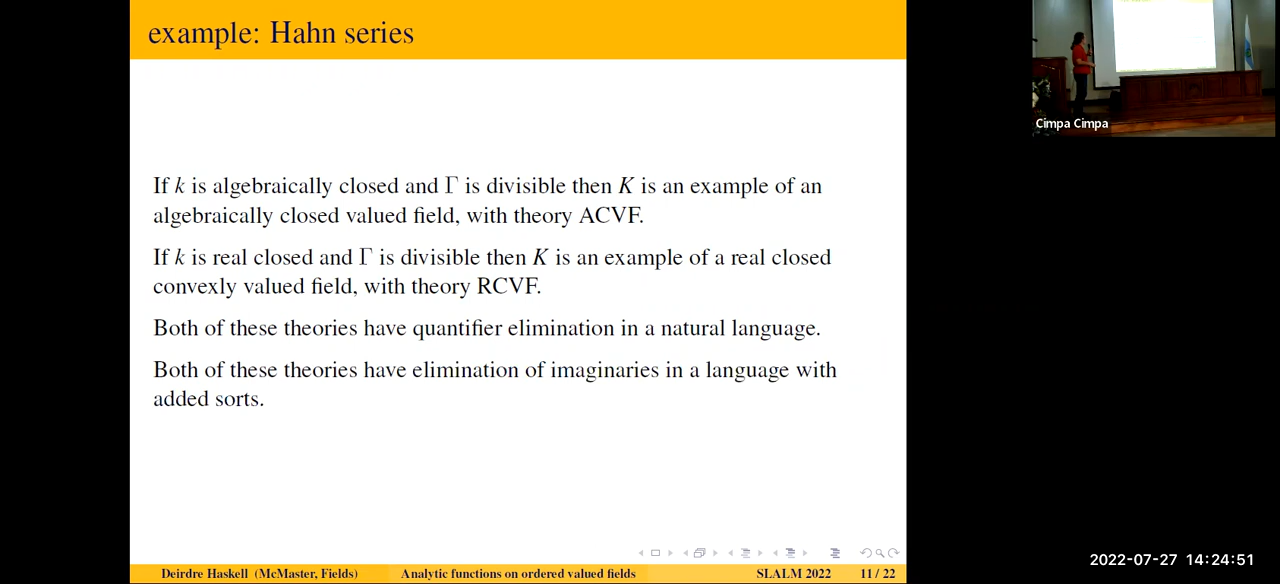 example: Hahn series
Cimpa Cimpa
If k is algebraically closed and Γ is divisible then K is an example of an
algebraically closed valued field, with theory ACVF.
If k is real closed and Γ is divisible then K is an example of a real closed
convexly valued field, with theory RCVF.
Both of these theories have quantifier elimination in a natural language.
Both of these theories have elimination of imaginaries in a language with
added sorts.
Deirdre Haskell (McMaster, Fields) Analytic functions on ordered valued fields SLALM 2022 11 / 22
2022-07-27 14:24:51